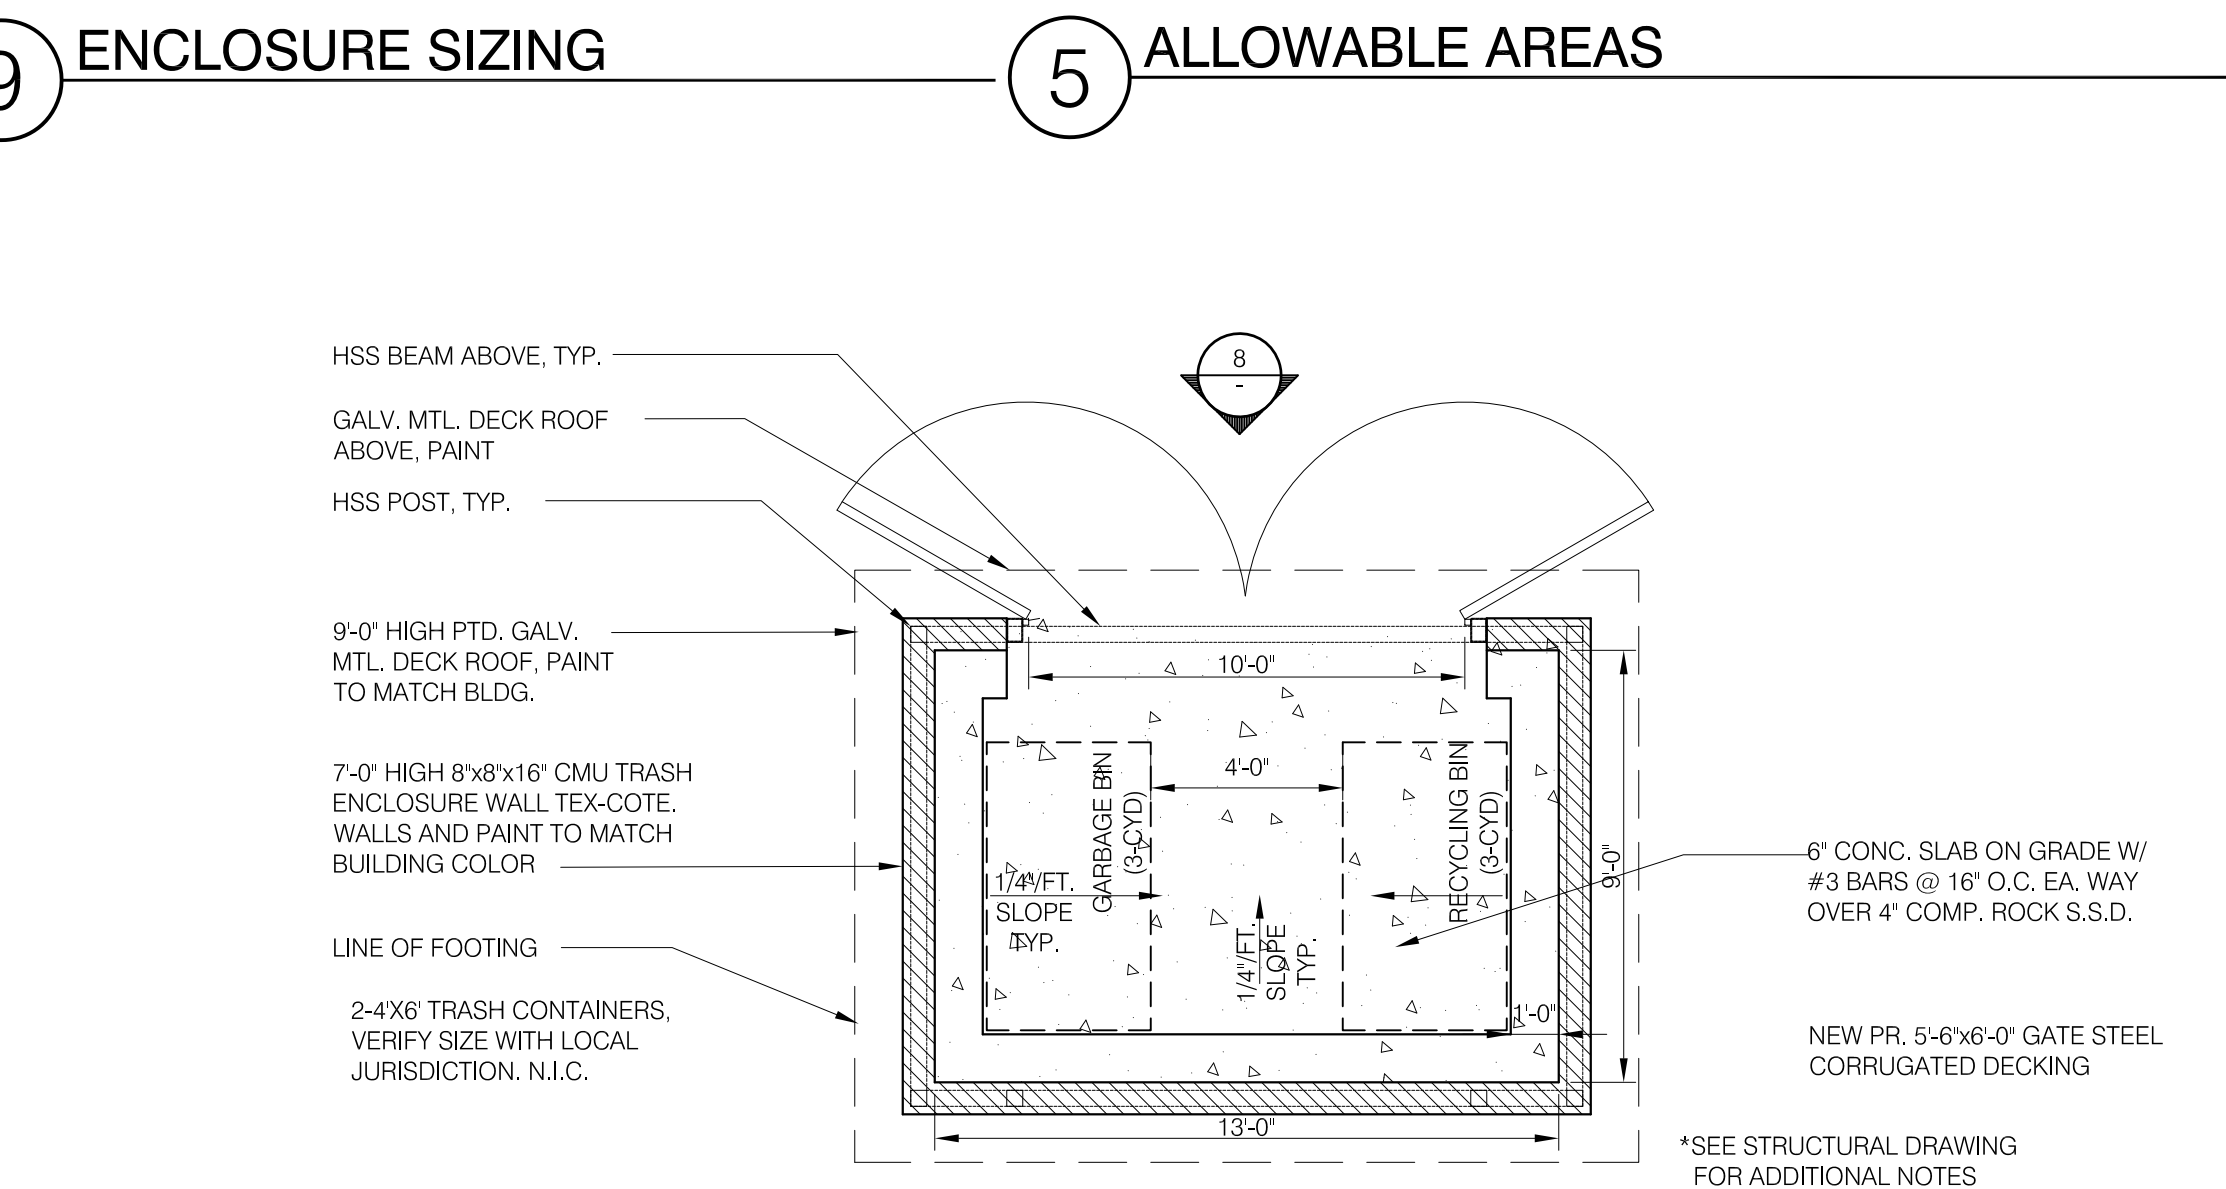 9 ENCLOSURE SIZING
5 ALLOWABLE AREAS
HSS BEAM ABOVE, TYP.
GALV. MTL. DECK ROOF
ABOVE, PAINT
HSS POST, TYP.
9'-0" HIGH PTD. GALV.
MTL. DECK ROOF, PAINT
TO MATCH BLDG.
7'-0" HIGH 8"x8"x16" CMU TRASH
ENCLOSURE WALL TEX-COTE.
WALLS AND PAINT TO MATCH
BUILDING COLOR
LINE OF FOOTING
2-4'X6' TRASH CONTAINERS,
VERIFY SIZE WITH LOCAL
JURISDICTION. N.I.C.
8
-
10'-0"
4'-0"
GARBAGE BIN
(3-CYD)
RECYCLING BIN
(3-CYD)
1/4"/FT.
SLOPE
TYP.
1/4"/FT.
SLOPE
TYP.
9'-0"
1'-0"
13'-0"
6" CONC. SLAB ON GRADE W/
#3 BARS @ 16" O.C. EA. WAY
OVER 4" COMP. ROCK S.S.D.
NEW PR. 5'-6"x6'-0" GATE STEEL
CORRUGATED DECKING
*SEE STRUCTURAL DRAWING
FOR ADDITIONAL NOTES